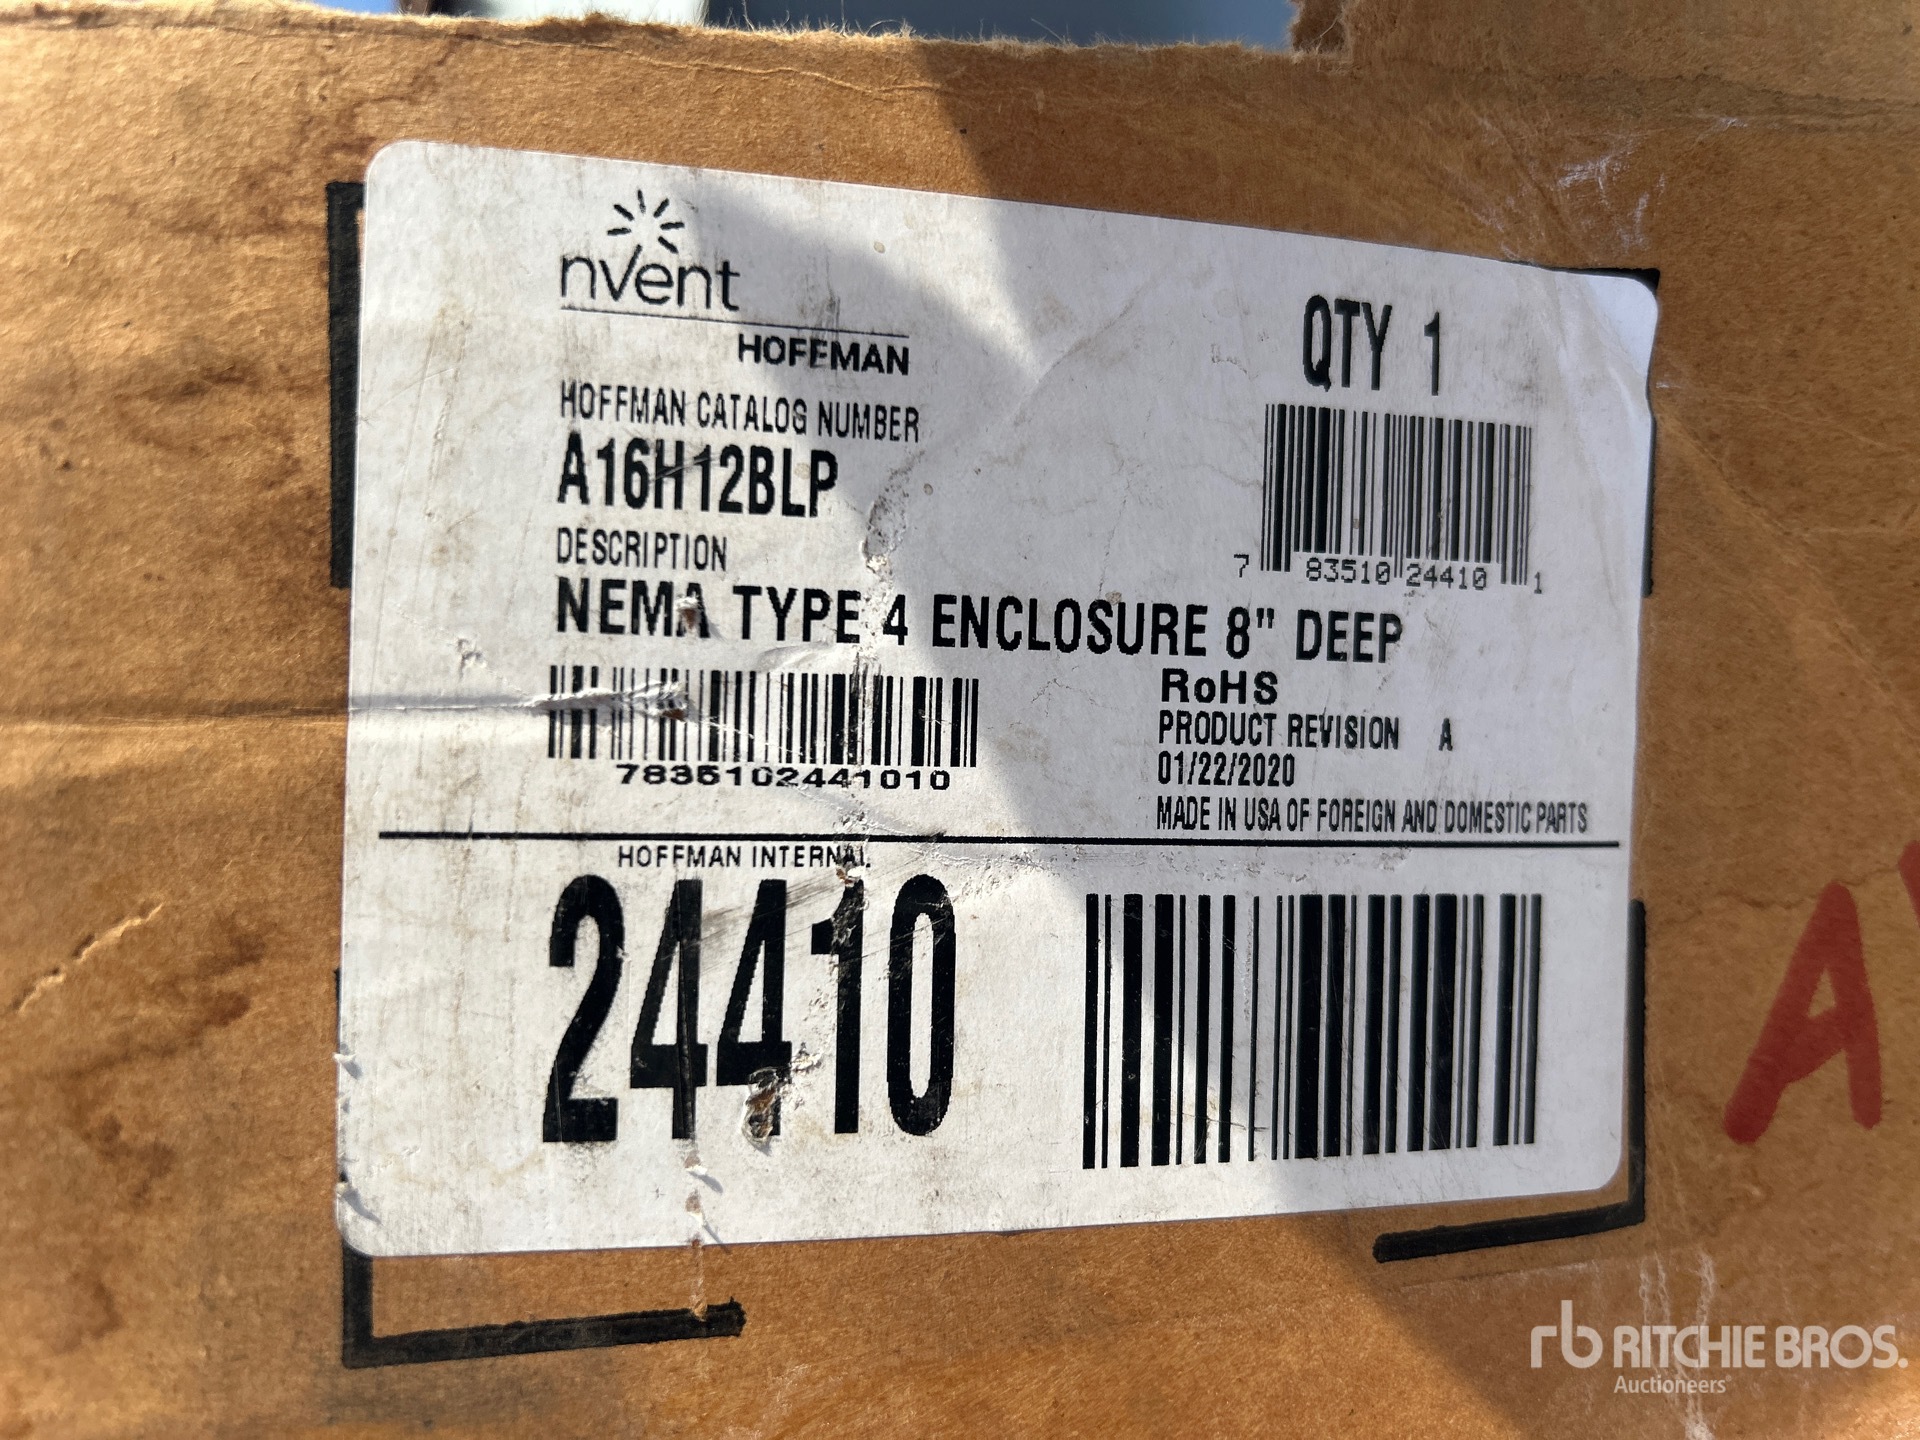 nVent
HOFFMAN
HOFFMAN CATALOG NUMBER
A16H12BLP
DESCRIPTION
NEMA TYPE 4 ENCLOSURE 8" DEEP
QTY 1
7 83510 24410 1
7835102441010
RoHS
PRODUCT REVISION A
01/22/2020
MADE IN USA OF FOREIGN AND DOMESTIC PARTS
HOFFMAN INTERNAL
24410
A
rb RITCHIE BROS.
Auctioneers